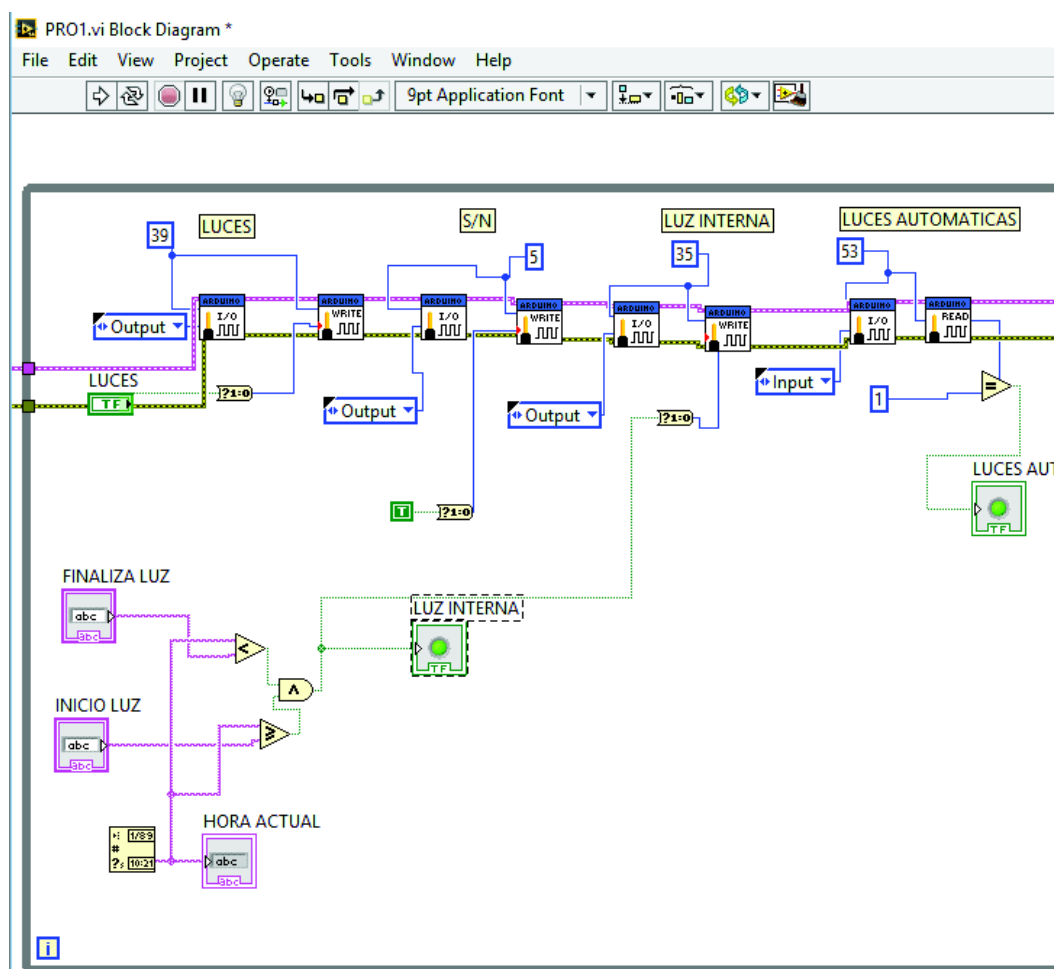 PRO1.vi Block Diagram *
File Edit View Project Operate Tools Window Help
9pt Application Font
LUCES S/N LUZ INTERNA LUCES AUTOMATICAS
39 5 35 53
ARDUINO ARDUINO ARDUINO ARDUINO ARDUINO ARDUINO ARDUINO ARDUINO
I/O WRITE I/O WRITE I/O WRITE I/O READ
Output
LUCES
TF
?1:0
Output
Output
Input
1
=
?1:0
LUCES AUT
TF
T
?1:0
FINALIZA LUZ
abc
abc
LUZ INTERNA
TF
<
∧
INICIO LUZ
abc
abc
≥
HORA ACTUAL
1/89
#
?s 10:21
abc
abc
i